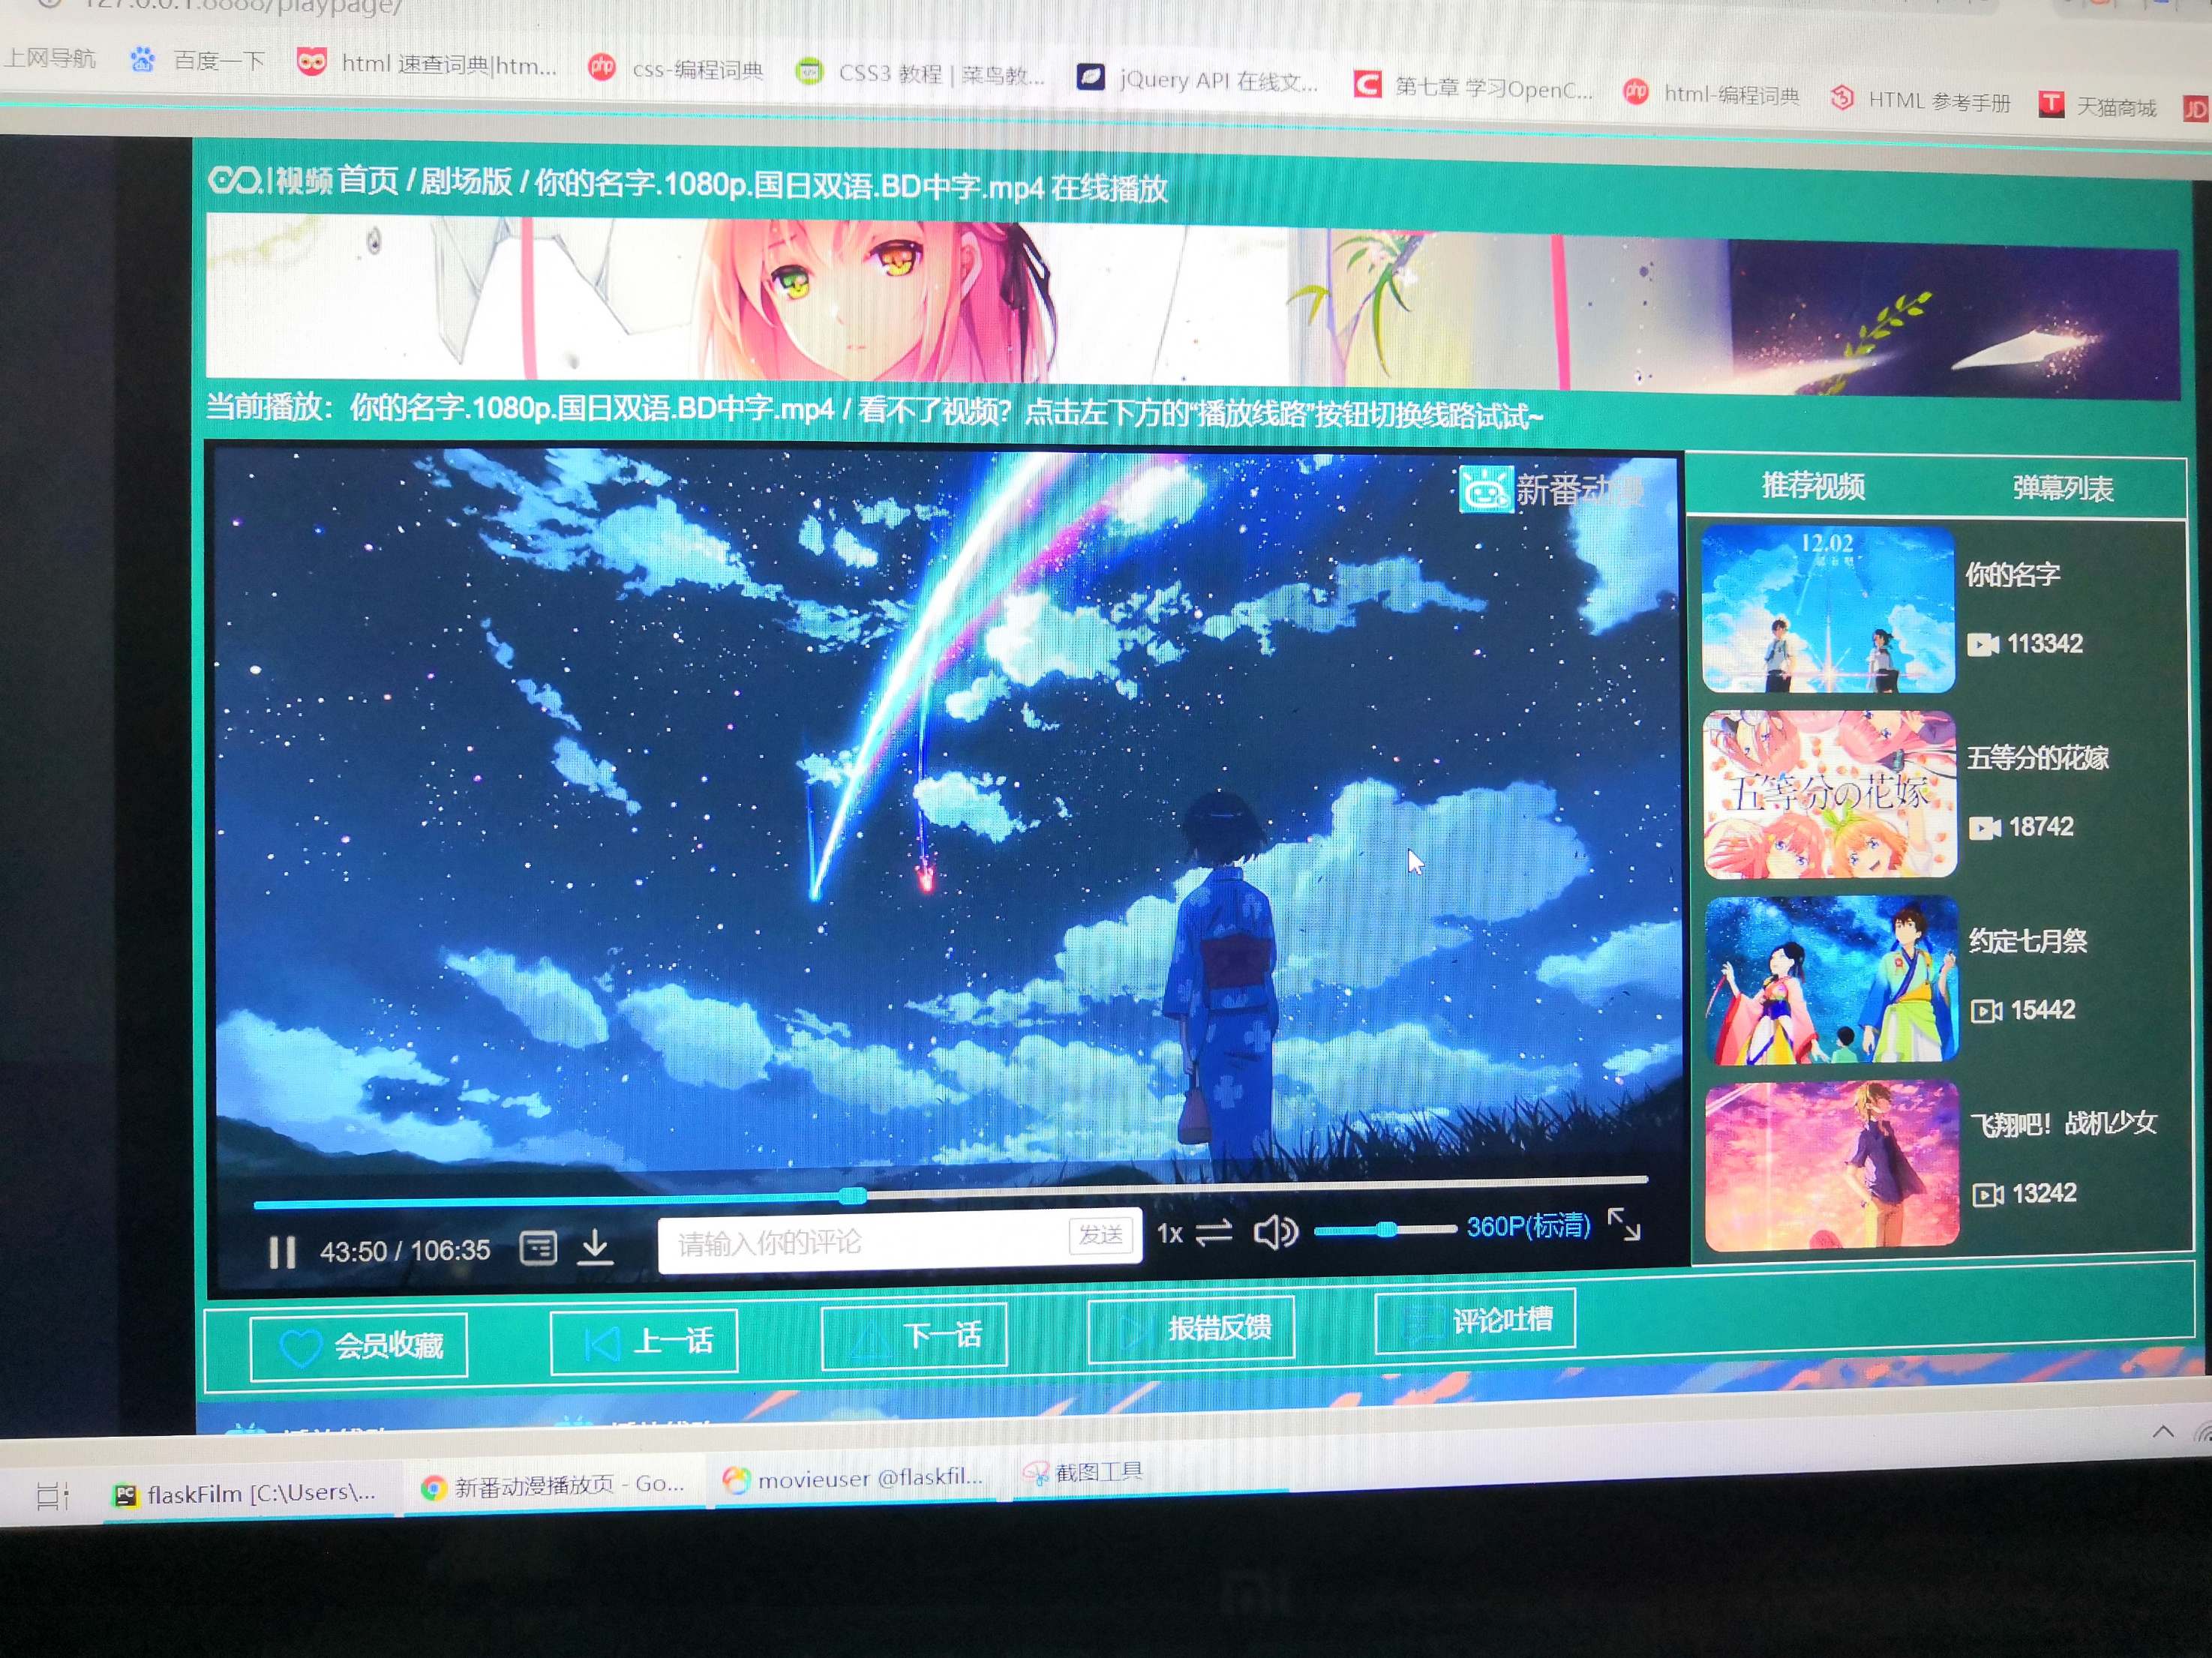 127.0.0.1:8888/playpage/
上网导航 百度一下 html 速查词典|htm... css-编程词典 CSS3 教程 | 菜鸟教... jQuery API 在线文... 第七章 学习OpenC... html-编程词典 HTML 参考手册 天猫商城 JD
视频 首页 / 剧场版 / 你的名字.1080p.国日双语.BD中字.mp4 在线播放
当前播放：你的名字.1080p.国日双语.BD中字.mp4 / 看不了视频？点击左下方的“播放线路”按钮切换线路试试~
新番动漫
推荐视频 弹幕列表
12.02
你的名字
113342
五等分の花嫁
五等分的花嫁
18742
约定七月祭
15442
飞翔吧！战机少女
13242
43:50 / 106:35 请输入你的评论 发送 1x 360P(标清)
会员收藏 上一话 下一话 报错反馈 评论吐槽
PC flaskFilm [C:\Users\... 新番动漫播放页 - Go... movieuser @flaskfil... 截图工具